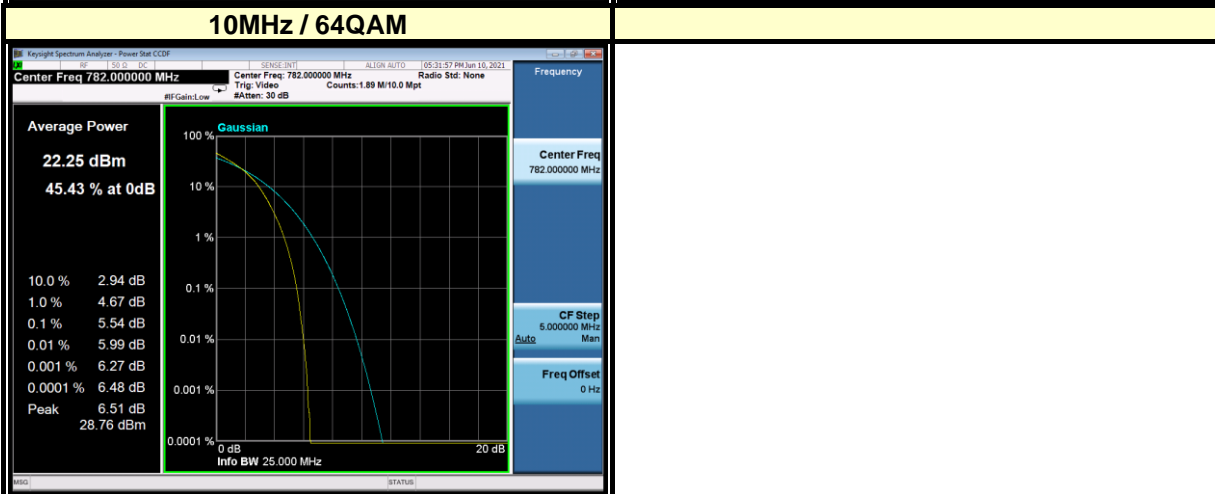 10MHz / 64QAM
Keysight Spectrum Analyzer - Power Stat CCDF
RF 50 Ω DC SENSE:INT ALIGN AUTO 05:31:57 PM Jun 10, 2021
Center Freq 782.000000 MHz
Center Freq: 782.000000 MHz Radio Std: None
Trig: Video Counts:1.89 M/10.0 Mpt
#IFGain:Low #Atten: 30 dB
Frequency
Average Power
22.25 dBm
45.43 % at 0dB
10.0 % 2.94 dB
1.0 % 4.67 dB
0.1 % 5.54 dB
0.01 % 5.99 dB
0.001 % 6.27 dB
0.0001 % 6.48 dB
Peak 6.51 dB
28.76 dBm
Gaussian
100 %
10 %
1 %
0.1 %
0.01 %
0.001 %
0.0001 %
0 dB 20 dB
Info BW 25.000 MHz
Center Freq
782.000000 MHz
CF Step
5.000000 MHz
Auto Man
Freq Offset
0 Hz
MSG STATUS